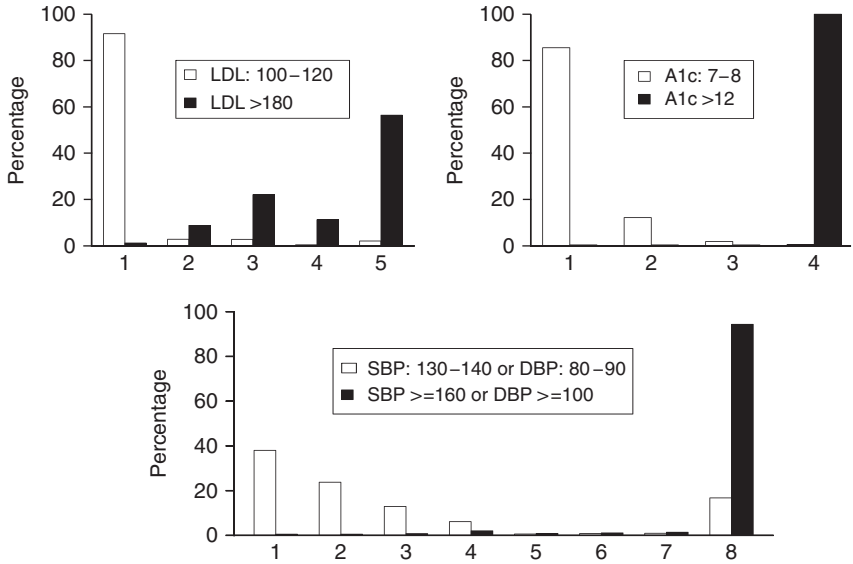 Percentage
100
80
60
40
20
0
LDL: 100–120
LDL >180
1 2 3 4 5
Percentage
100
80
60
40
20
0
A1c: 7–8
A1c >12
1 2 3 4
Percentage
100
80
60
40
20
0
SBP: 130–140 or DBP: 80–90
SBP >=160 or DBP >=100
1 2 3 4 5 6 7 8